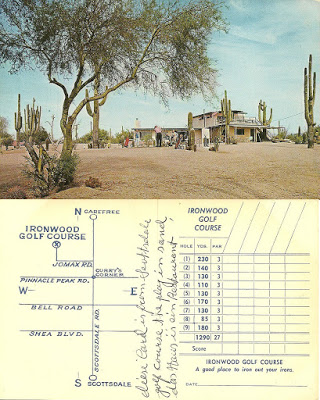 N
CAREFREE
IRONWOOD
GOLF COURSE
JOMAX RD.
CURRY'S
CORNER
PINNACLE PEAK RD.
W
E
BELL ROAD
SHEA BLVD.
SCOTTSDALE RD.
S
SCOTTSDALE
Card is from Scottsdale
golf course the play in sand,
is in Restaurant
IRONWOOD
GOLF
COURSE
HOLE YDS. PAR
(1) 230 3
(2) 140 3
(3) 130 3
(4) 110 3
(5) 130 3
(6) 170 3
(7) 130 3
(8) 85 3
(9) 180 3
1290 27
Score
IRONWOOD GOLF COURSE
A good place to iron out your irons.
DATE